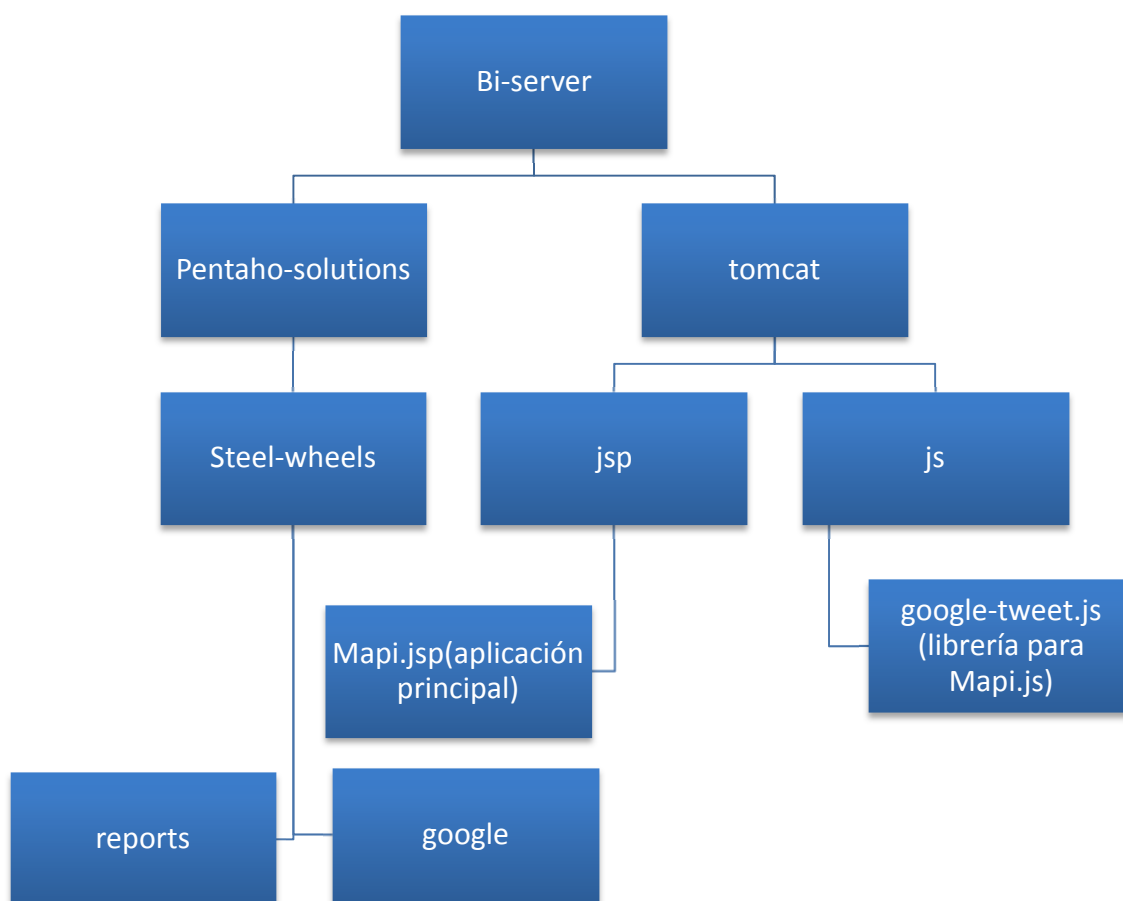 Bi-server
Pentaho-solutions
tomcat
Steel-wheels
jsp
js
Mapi.jsp(aplicación
principal)
google-tweet.js
(librería para
Mapi.js)
reports
google